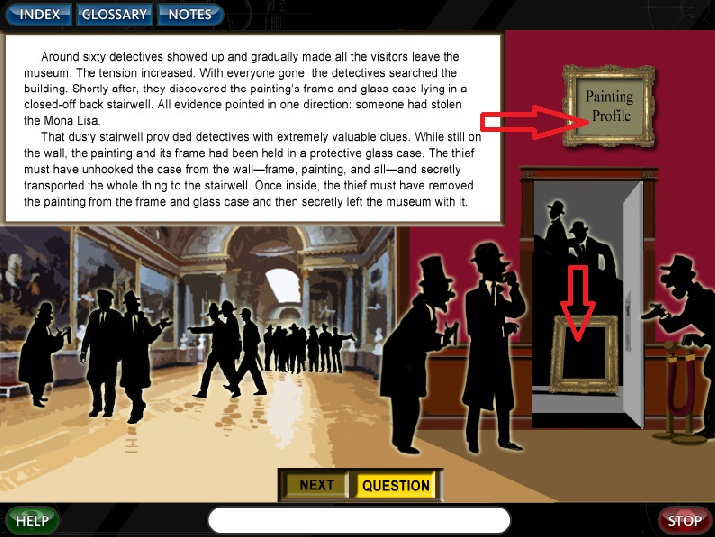 INDEX GLOSSARY NOTES
Around sixty detectives showed up and gradually made all the visitors leave the
museum. The tension increased. With everyone gone, the detectives searched the
building. Shortly after, they discovered the painting's frame and glass case lying in a
closed-off back stairwell. All evidence pointed in one direction: someone had stolen
the Mona Lisa.
That dusty stairwell provided detectives with extremely valuable clues. While still on
the wall, the painting and its frame had been held in a protective glass case. The thief
must have unhooked the case from the wall—frame, painting, and all—and secretly
transported the whole thing to the stairwell. Once inside, the thief must have removed
the painting from the frame and glass case and then secretly left the museum with it.
Painting
Profile
NEXT QUESTION
HELP
STOP